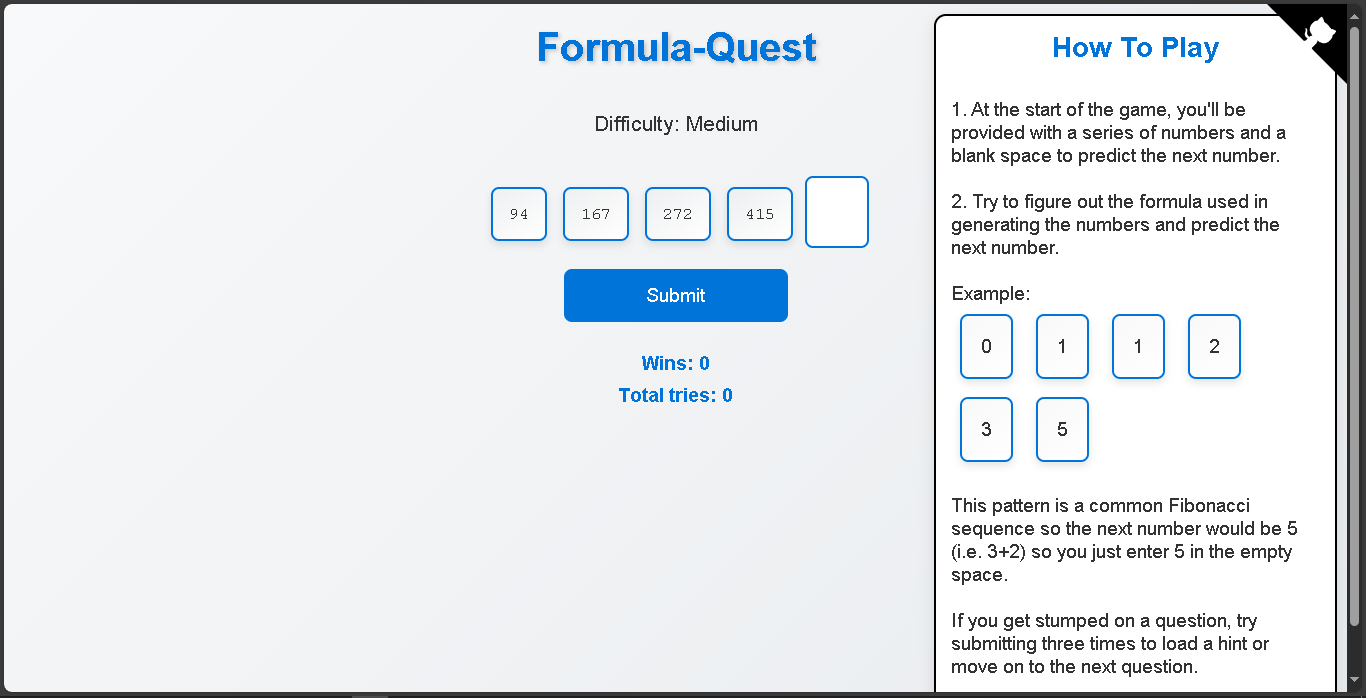 Formula-Quest
Difficulty: Medium
94 167 272 415
Submit
Wins: 0
Total tries: 0
How To Play
1. At the start of the game, you'll be
provided with a series of numbers and a
blank space to predict the next number.
2. Try to figure out the formula used in
generating the numbers and predict the
next number.
Example:
0 1 1 2
3 5
This pattern is a common Fibonacci
sequence so the next number would be 5
(i.e. 3+2) so you just enter 5 in the empty
space.
If you get stumped on a question, try
submitting three times to load a hint or
move on to the next question.